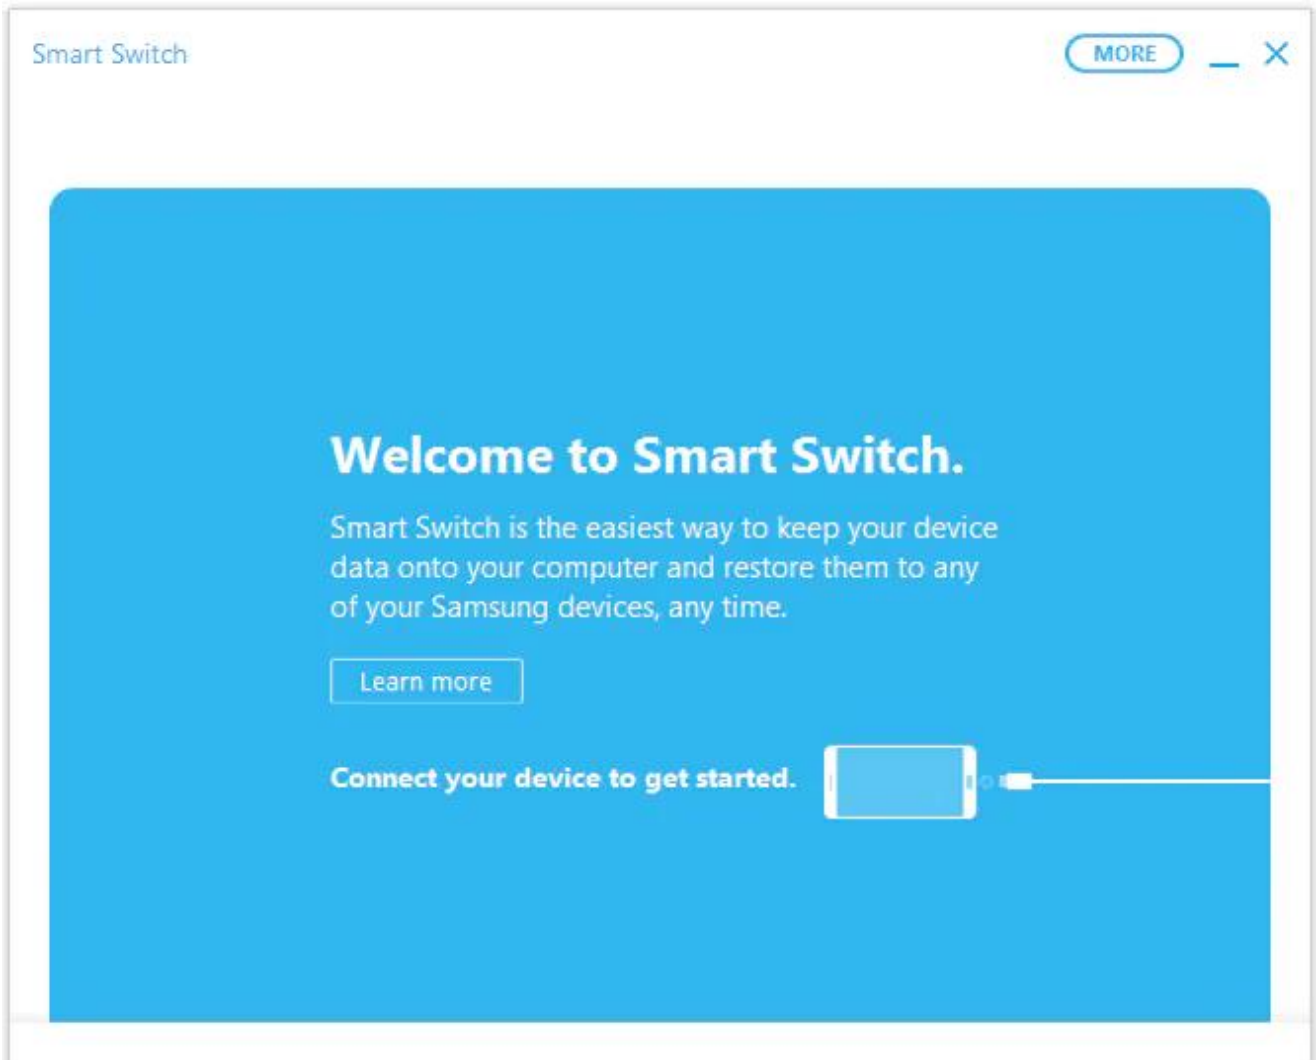 Smart Switch
MORE
Welcome to Smart Switch.
Smart Switch is the easiest way to keep your device
data onto your computer and restore them to any
of your Samsung devices, any time.
Learn more
Connect your device to get started.